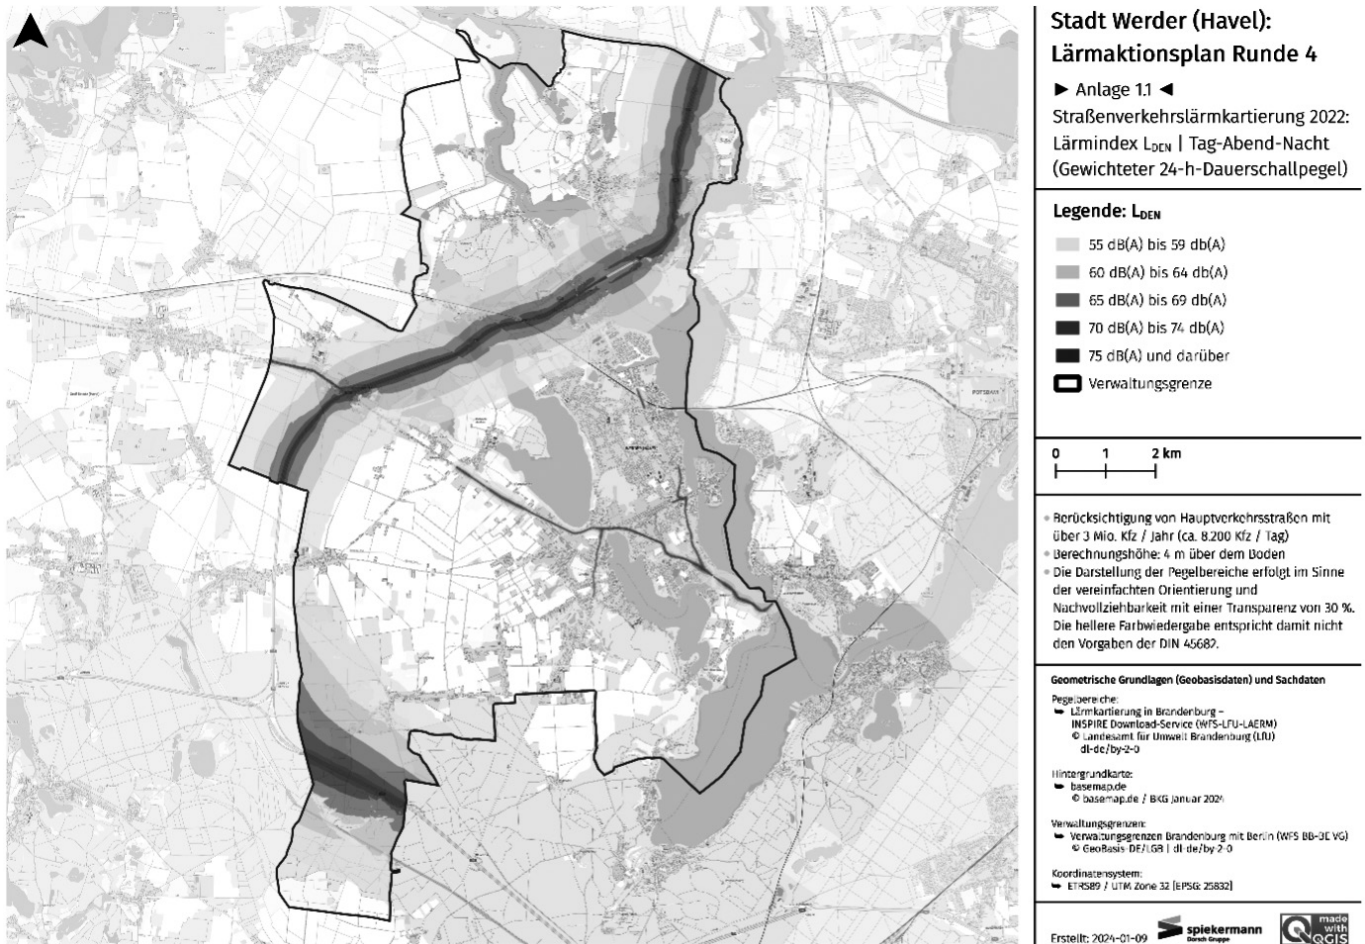 Stadt Werder (Havel):
Lärmaktionsplan Runde 4
► Anlage 1.1 ◄
Straßenverkehrslärmkartierung 2022:
Lärmindex LDEN | Tag-Abend-Nacht
(Gewichteter 24-h-Dauerschallpegel)
Legende: LDEN
55 dB(A) bis 59 db(A)
60 dB(A) bis 64 db(A)
65 dB(A) bis 69 db(A)
70 dB(A) bis 74 db(A)
75 dB(A) und darüber
Verwaltungsgrenze
0 1 2 km
Berücksichtigung von Hauptverkehrsstraßen mit
über 3 Mio. Kfz / Jahr (ca. 8.200 Kfz / Tag)
Berechnungshöhe: 4 m über dem Boden
Die Darstellung der Pegelbereiche erfolgt im Sinne
der vereinfachten Orientierung und
Nachvollziehbarkeit mit einer Transparenz von 30 %.
Die hellere Farbwiedergabe entspricht damit nicht
den Vorgaben der DIN 45682.
Geometrische Grundlagen (Geobasisdaten) und Sachdaten
Pegelbereiche:
Lärmkartierung in Brandenburg –
INSPIRE Download-Service (WFS-LFU-LAERM)
© Landesamt für Umwelt Brandenburg (LfU)
dl-de/by-2-0
Hintergrundkarte:
basemap.de
© basemap.de / BKG Januar 2024
Verwaltungsgrenzen:
Verwaltungsgrenzen Brandenburg mit Berlin (WFS BB-BE VG)
© GeoBasis-DE/LGB | dl-de/by-2-0
Koordinatensystem:
ETRS89 / UTM Zone 32 [EPSG: 25832]
Erstellt: 2024-01-09
spiekermann
Dorsch Gruppe
made
with
QGIS
POTSDAM